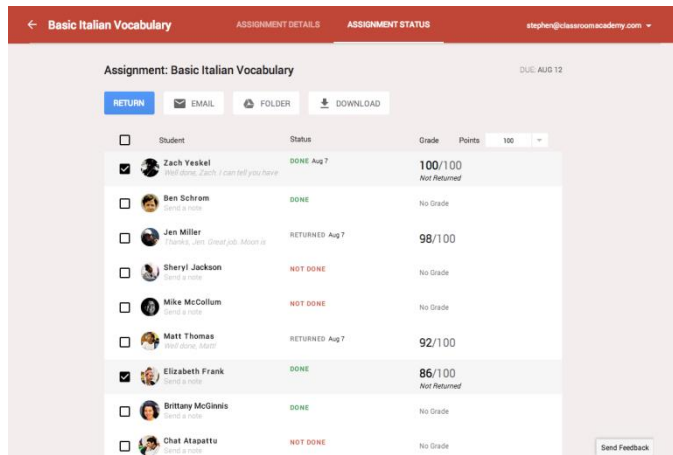 Basic Italian Vocabulary ASSIGNMENT DETAILS ASSIGNMENT STATUS stephen@classroomacademy.com
Assignment: Basic Italian Vocabulary DUE: AUG 12
RETURN EMAIL FOLDER DOWNLOAD
Student Status Grade Points 100
Zach Yeskel DONE Aug 7 100/100
Well done, Zach. I can tell you have Not Returned
Ben Schrom DONE No Grade
Send a note
Jen Miller RETURNED Aug 7 98/100
Thanks, Jen. Great job. Moon is
Sheryl Jackson NOT DONE No Grade
Send a note
Mike McCollum NOT DONE No Grade
Send a note
Matt Thomas RETURNED Aug 7 92/100
Well done, Matt!
Elizabeth Frank DONE 86/100
Send a note Not Returned
Brittany McGinnis DONE No Grade
Send a note
Chat Atapattu NOT DONE No Grade
Send a note
Send Feedback